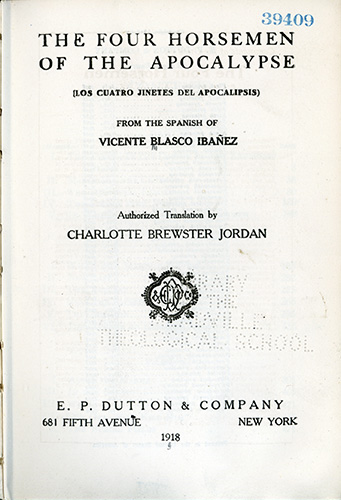 39409
THE FOUR HORSEMEN
OF THE APOCALYPSE
(LOS CUATRO JINETES DEL APOCALIPSIS)
FROM THE SPANISH OF
VICENTE BLASCO IBAÑEZ
Authorized Translation by
CHARLOTTE BREWSTER JORDAN
THE
THEOLOGICAL SCHOOL
E. P. DUTTON & COMPANY
681 FIFTH AVENUE NEW YORK
1918